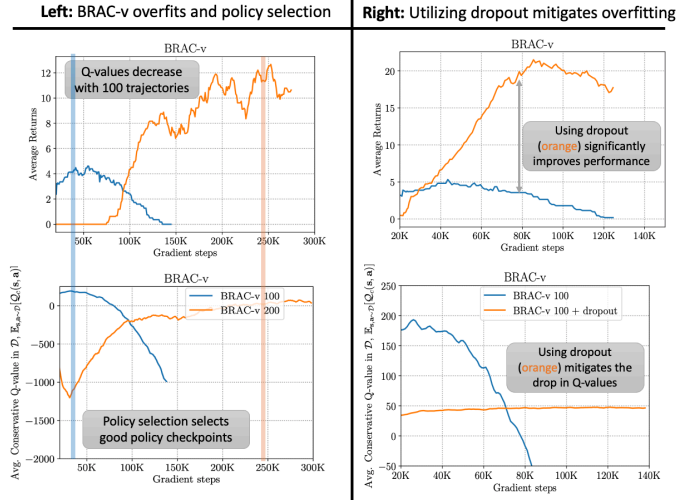 Left: BRAC-v overfits and policy selection
Right: Utilizing dropout mitigates overfitting
BRAC-v
Average Returns
12
10
8
6
4
2
0
Q-values decrease
with 100 trajectories
50K 100K 150K 200K 250K 300K
Gradient steps
BRAC-v
Avg. Conservative Q-value in D, E_{s,a∼D}[Q_c(s, a)]
0
−500
−1000
−1500
−2000
BRAC-v 100
BRAC-v 200
Policy selection selects
good policy checkpoints
50K 100K 150K 200K 250K 300K
Gradient steps
BRAC-v
Average Returns
20
15
10
5
0
Using dropout
(orange) significantly
improves performance
20K 40K 60K 80K 100K 120K 140K
Gradient steps
BRAC-v
Avg. Conservative Q-value in D, E_{s,a∼D}[Q_c(s, a)]
250
200
150
100
50
0
−50
BRAC-v 100
BRAC-v 100 + dropout
Using dropout
(orange) mitigates the
drop in Q-values
20K 40K 60K 80K 100K 120K 140K
Gradient steps